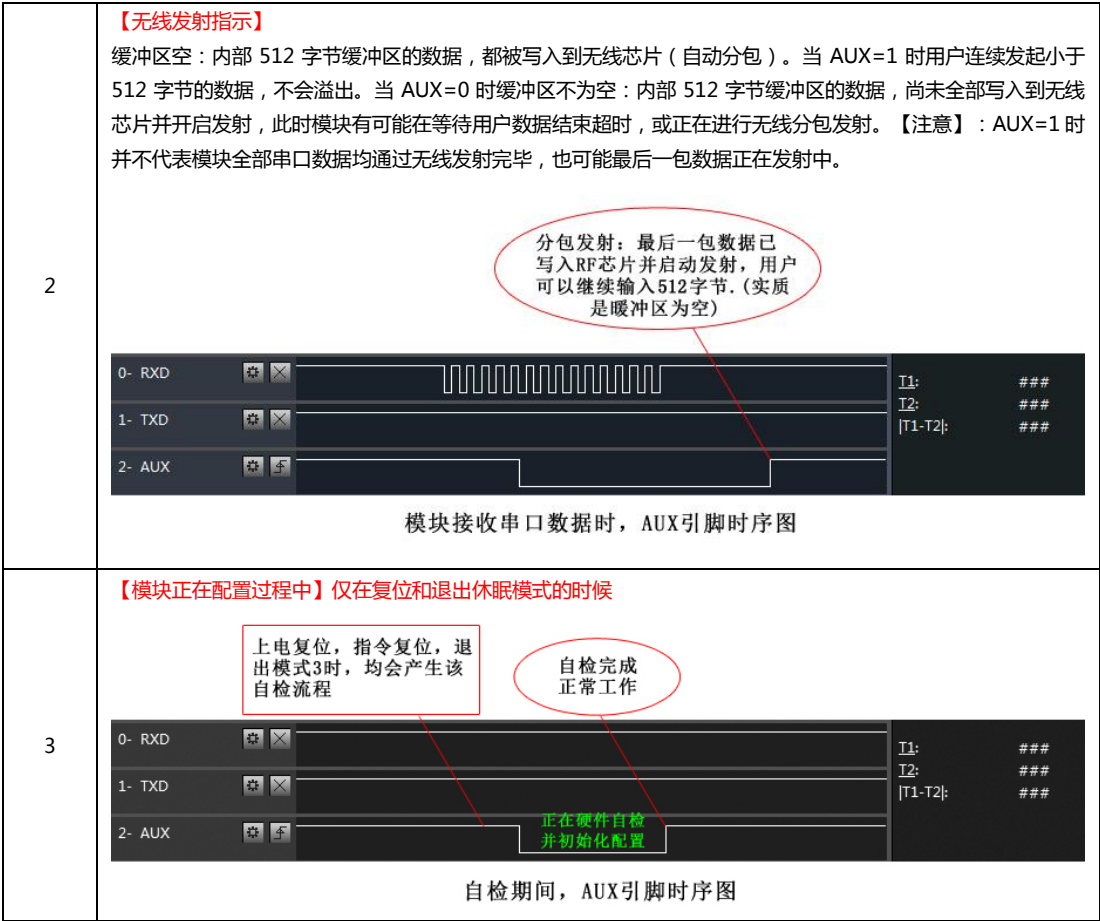 【无线发射指示】
缓冲区空：内部 512 字节缓冲区的数据，都被写入到无线芯片（自动分包）。当 AUX=1 时用户连续发起小于
512 字节的数据，不会溢出。当 AUX=0 时缓冲区不为空：内部 512 字节缓冲区的数据，尚未全部写入到无线
芯片并开启发射，此时模块有可能在等待用户数据结束超时，或正在进行无线分包发射。【注意】：AUX=1 时
并不代表模块全部串口数据均通过无线发射完毕，也可能最后一包数据正在发射中。
2
分包发射：最后一包数据已
写入RF芯片并启动发射，用户
可以继续输入512字节.(实质
是暖冲区为空)
0- RXD
1- TXD
2- AUX
T1: ###
T2: ###
|T1-T2|: ###
模块接收串口数据时，AUX引脚时序图
3
【模块正在配置过程中】仅在复位和退出休眠模式的时候
上电复位，指令复位，退
出模式3时，均会产生该
自检流程
自检完成
正常工作
0- RXD
1- TXD
2- AUX
正在硬件自检
并初始化配置
T1: ###
T2: ###
|T1-T2|: ###
自检期间，AUX引脚时序图